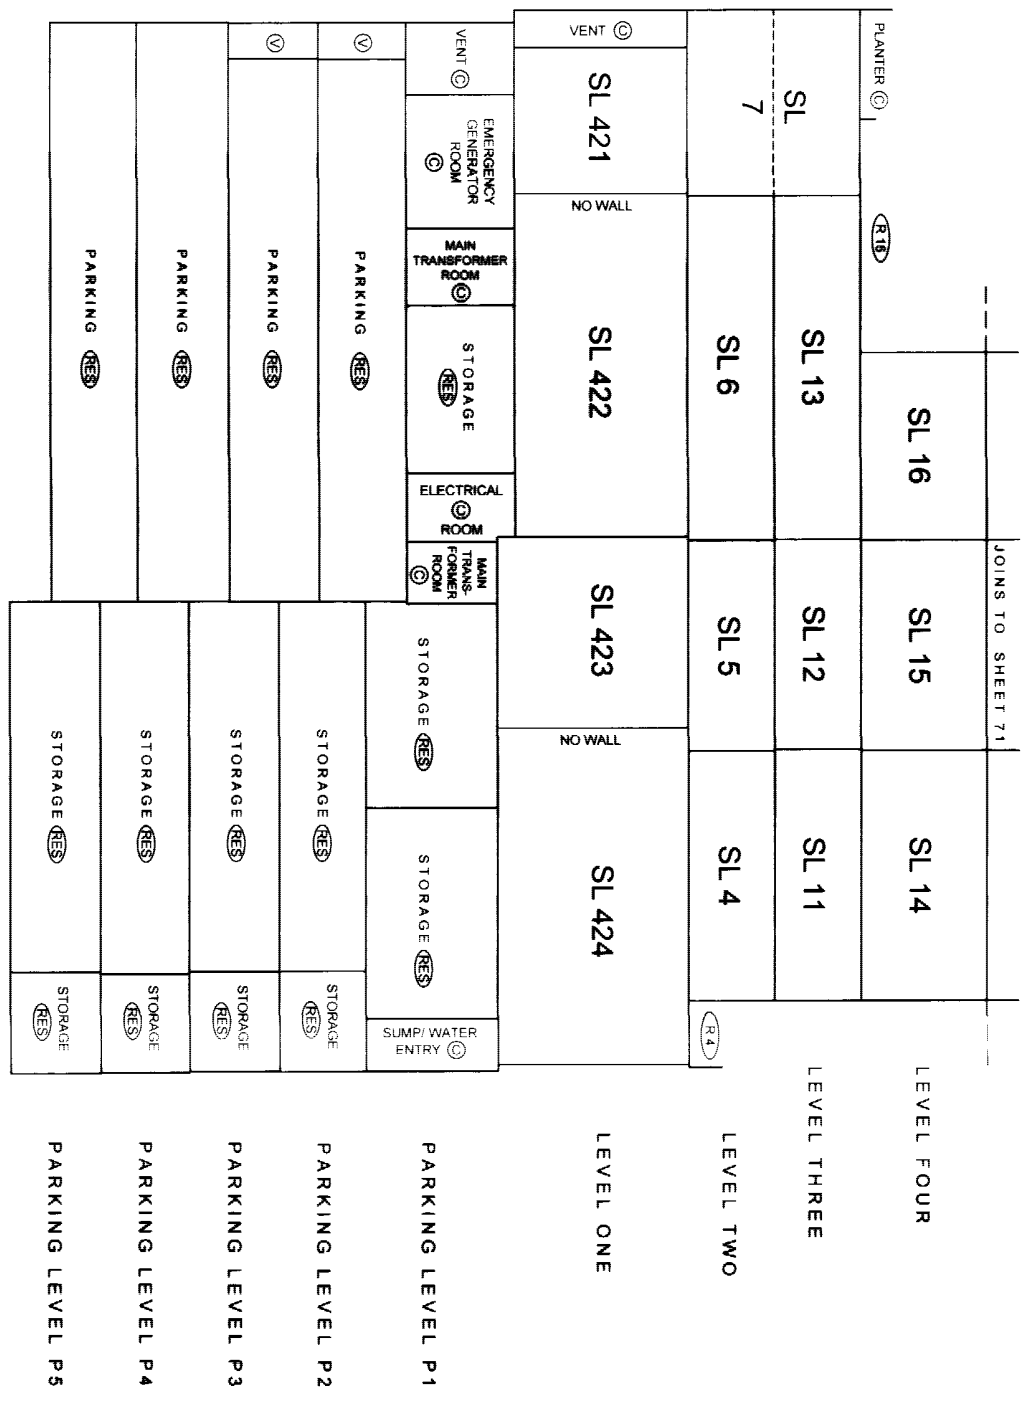 JOINS TO SHEET 71
PLANTER Ⓒ
R 16
SL 16
SL 15
SL 14
LEVEL FOUR
SL
7
SL 13
SL 12
SL 11
LEVEL THREE
SL 6
SL 5
SL 4
R 4
LEVEL TWO
VENT Ⓒ
SL 421
NO WALL
SL 422
SL 423
NO WALL
SL 424
LEVEL ONE
VENT Ⓒ
EMERGENCY
GENERATOR
ROOM
Ⓒ
MAIN
TRANSFORMER
ROOM
Ⓒ
STORAGE
RES
ELECTRICAL
Ⓒ
ROOM
MAIN
TRANS-
FORMER
ROOM
Ⓒ
STORAGE RES
STORAGE RES
SUMP/ WATER
ENTRY Ⓒ
PARKING LEVEL P1
Ⓥ
PARKING RES
STORAGE RES
STORAGE
RES
PARKING LEVEL P2
Ⓥ
PARKING RES
STORAGE RES
STORAGE
RES
PARKING LEVEL P3
PARKING RES
STORAGE RES
STORAGE
RES
PARKING LEVEL P4
PARKING RES
STORAGE RES
STORAGE
RES
PARKING LEVEL P5